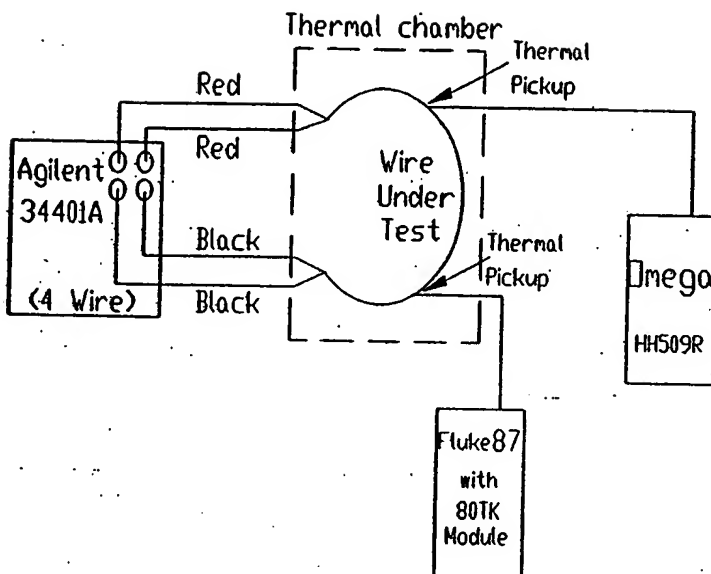 Thermal chamber
Thermal
Pickup
Red
Red
Agilent
34401A
(4 Wire)
Wire
Under
Test
Black
Black
Thermal
Pickup
Omega
HH509R
Fluke87
with
80TK
Module